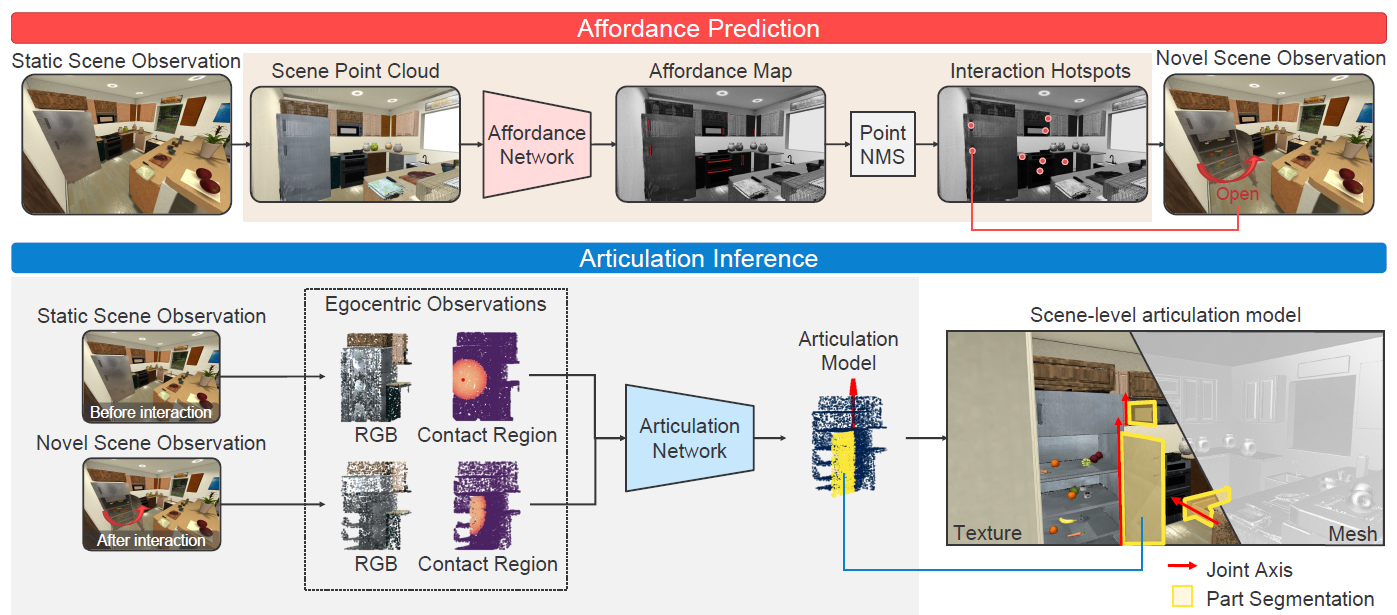 Affordance Prediction
Static Scene Observation
Scene Point Cloud
Affordance Map
Interaction Hotspots
Novel Scene Observation
Affordance
Network
Point
NMS
Open
Articulation Inference
Static Scene Observation
Before interaction
Novel Scene Observation
After interaction
Egocentric Observations
RGB
Contact Region
RGB
Contact Region
Articulation
Network
Articulation
Model
Scene-level articulation model
Texture
Mesh
Joint Axis
Part Segmentation